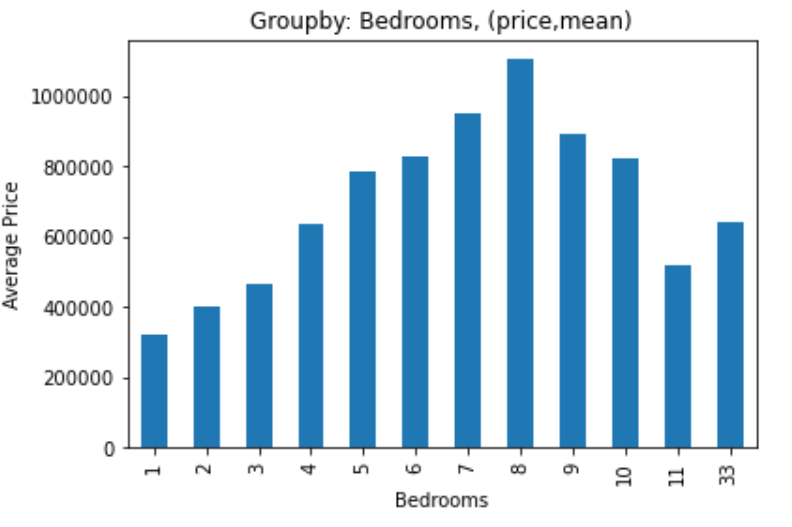 Groupby: Bedrooms, (price,mean)
1000000
800000
600000
400000
200000
0
Average Price
1 2 3 4 5 6 7 8 9 10 11 33
Bedrooms